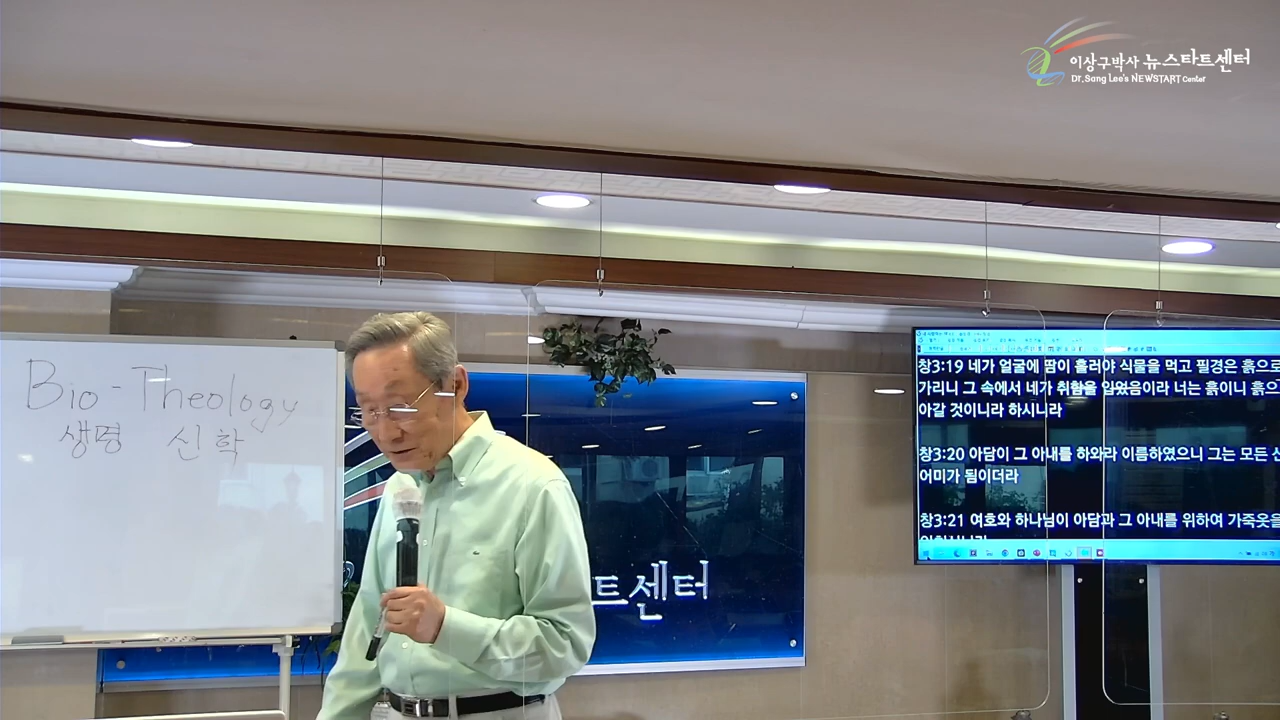 이상구박사 뉴스타트센터
Dr. Sang Lee's NEWSTART Center
Bio-Theology
생명 신학
창3:19 네가 얼굴에 땀이 흘러야 식물을 먹고 필경은 흙으로
가리니 그 속에서 네가 취함을 입었음이라 너는 흙이니 흙으
아갈 것이니라 하시니라
창3:20 아담이 그 아내를 하와라 이름하였으니 그는 모든 산
어미가 됨이더라
창3:21 여호와 하나님이 아담과 그 아내를 위하여 가죽옷을
트센터